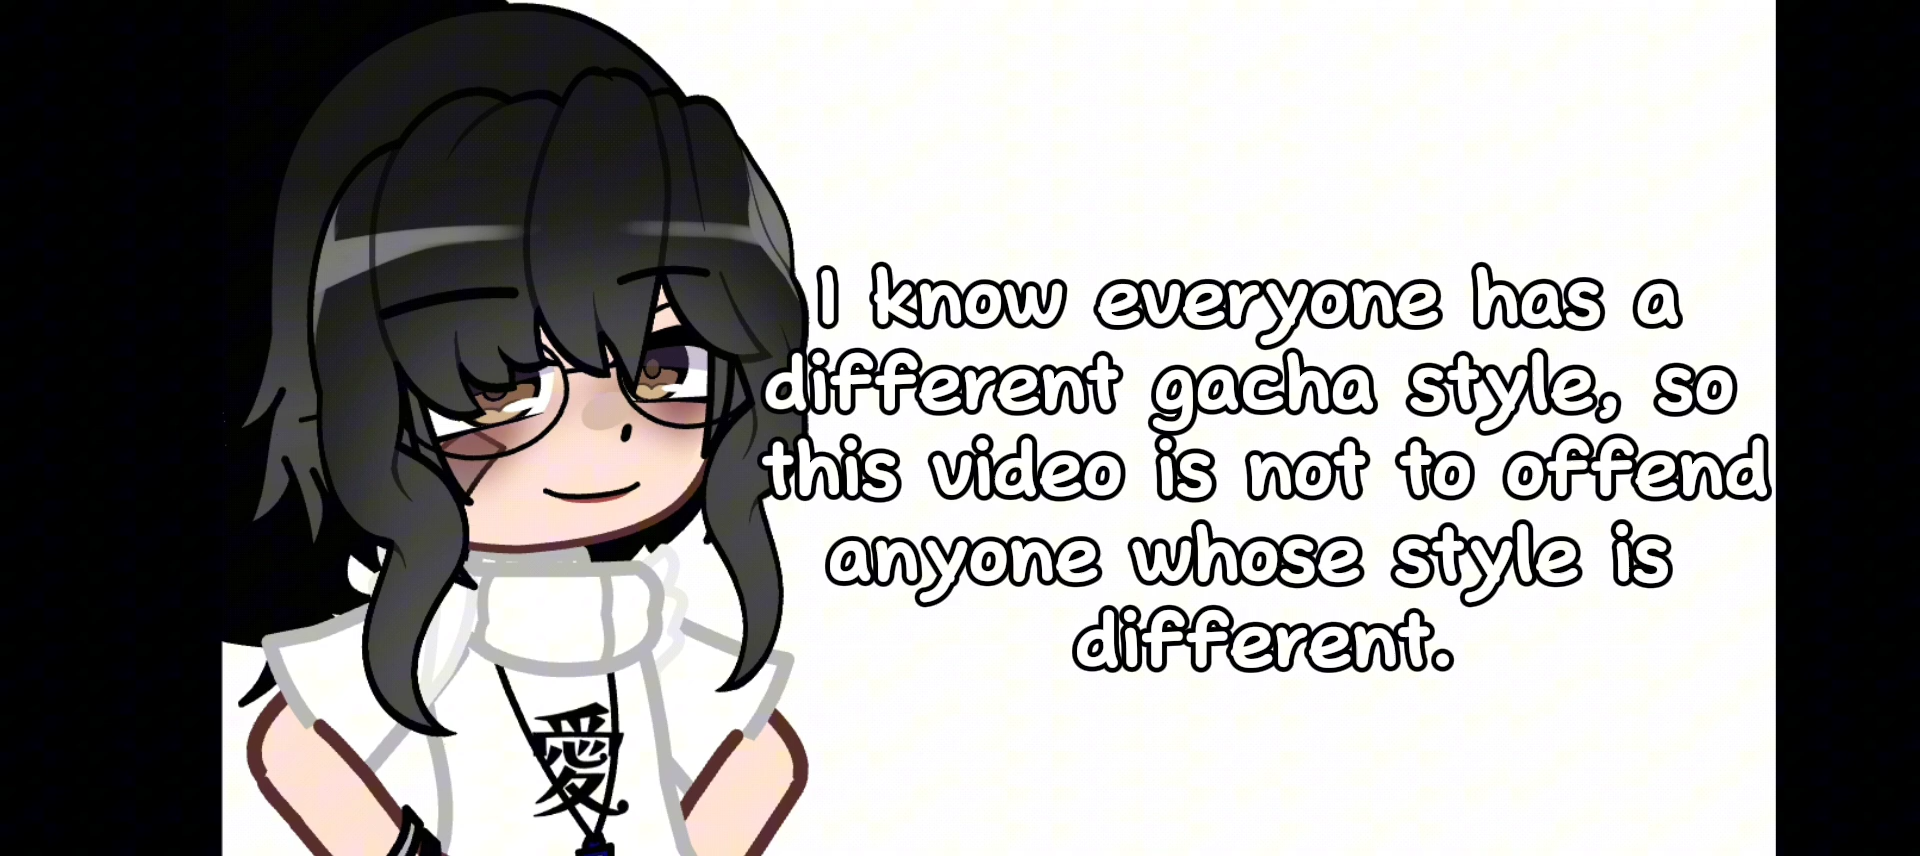 I know everyone has a
different gacha style, so
this video is not to offend
anyone whose style is
different.
愛